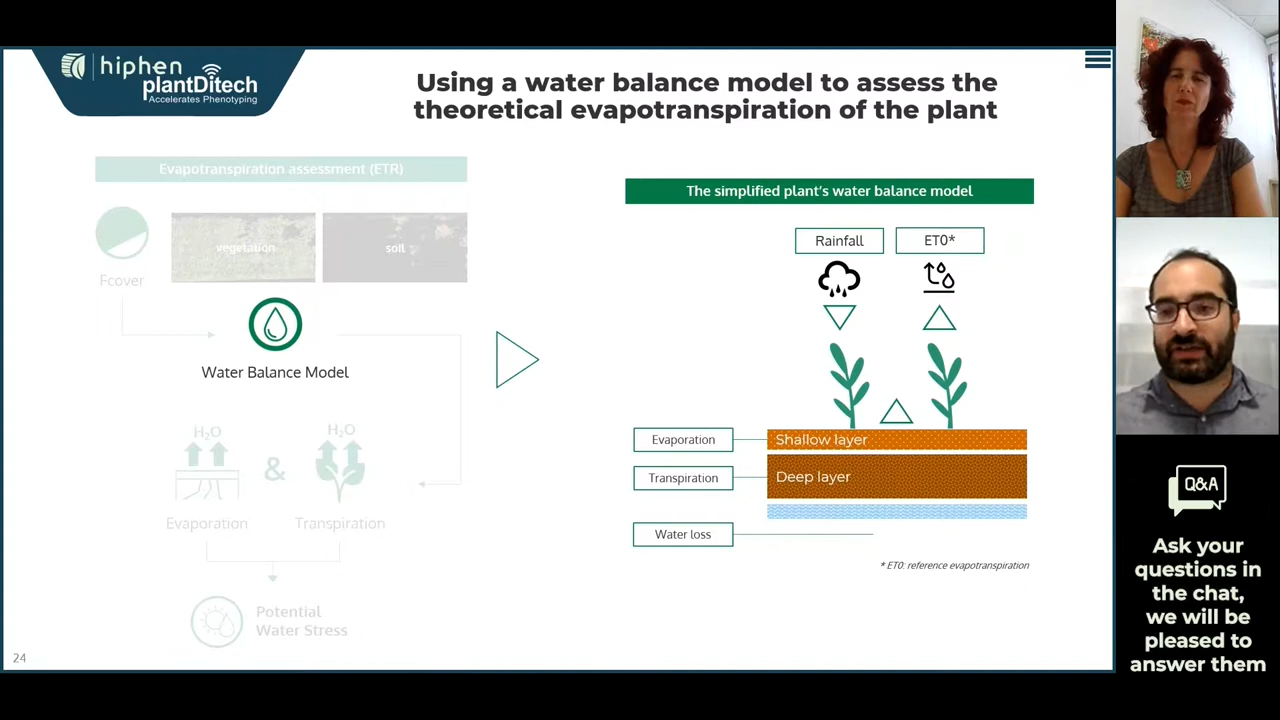 hiphen
plantDitech
Accelerates Phenotyping
Using a water balance model to assess the
theoretical evapotranspiration of the plant
Evapotranspiration assessment (ETR)
vegetation
soil
Fcover
Water Balance Model
H₂O
H₂O
&
Evaporation
Transpiration
Potential
Water Stress
24
The simplified plant's water balance model
Rainfall
ET0*
Evaporation
Shallow layer
Transpiration
Deep layer
Water loss
* ET0: reference evapotranspiration
Q&A
Ask your
questions in
the chat,
we will be
pleased to
answer them